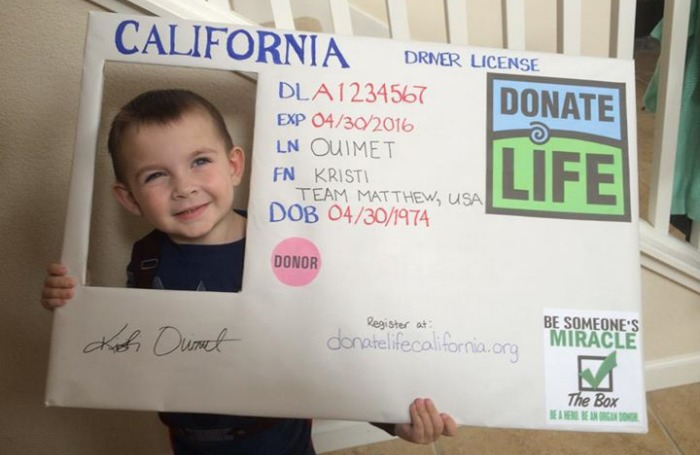 CALIFORNIA DRIVER LICENSE
DL A1234567
EXP 04/30/2016
LN OUIMET
FN KRISTI
TEAM MATTHEW, USA
DOB 04/30/1974
DONOR
DONATE
LIFE
Kristi Ouimet
Register at:
donatelifecalifornia.org
BE SOMEONE'S
MIRACLE
The Box
BE A HERO. BE AN ORGAN DONOR.